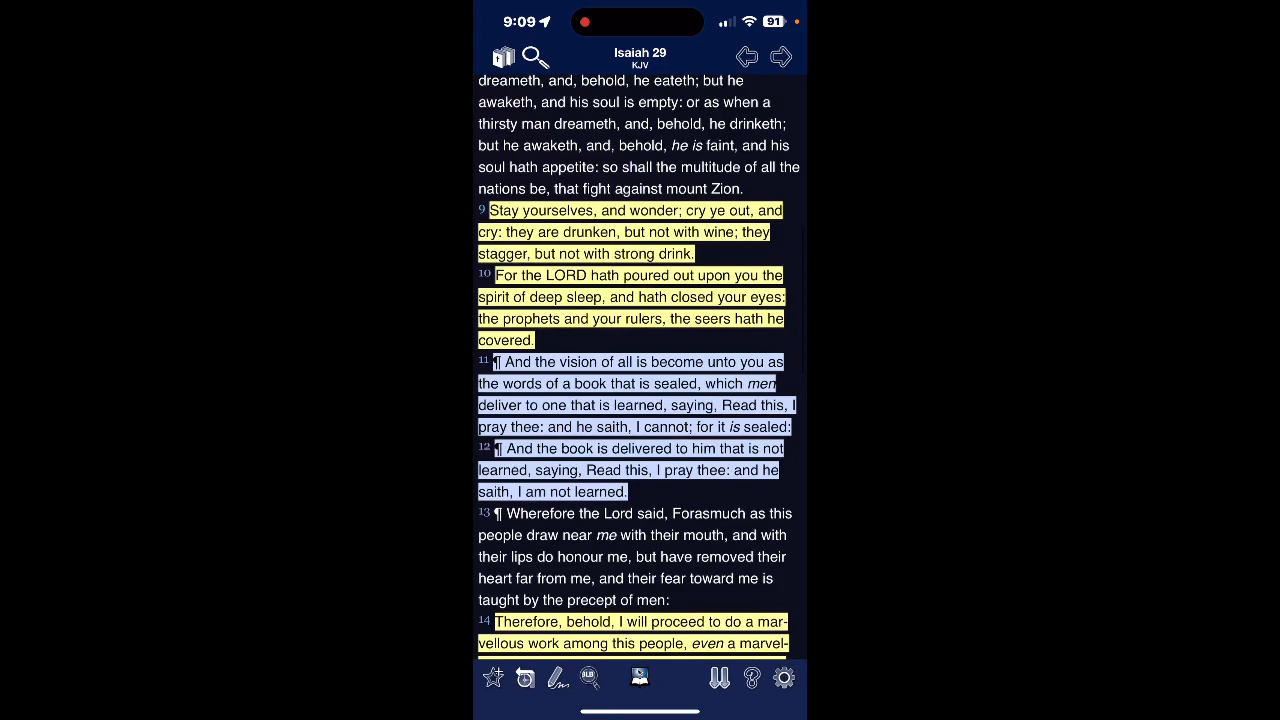 9:09
91
Isaiah 29
KJV
dreameth, and, behold, he eateth; but he
awaketh, and his soul is empty: or as when a
thirsty man dreameth, and, behold, he drinketh;
but he awaketh, and, behold, he is faint, and his
soul hath appetite: so shall the multitude of all the
nations be, that fight against mount Zion.
9 Stay yourselves, and wonder; cry ye out, and
cry: they are drunken, but not with wine; they
stagger, but not with strong drink.
10 For the LORD hath poured out upon you the
spirit of deep sleep, and hath closed your eyes:
the prophets and your rulers, the seers hath he
covered.
11 ¶ And the vision of all is become unto you as
the words of a book that is sealed, which men
deliver to one that is learned, saying, Read this, I
pray thee: and he saith, I cannot; for it is sealed:
12 ¶ And the book is delivered to him that is not
learned, saying, Read this, I pray thee: and he
saith, I am not learned.
13 ¶ Wherefore the Lord said, Forasmuch as this
people draw near me with their mouth, and with
their lips do honour me, but have removed their
heart far from me, and their fear toward me is
taught by the precept of men:
14 Therefore, behold, I will proceed to do a mar-
vellous work among this people, even a marvel-